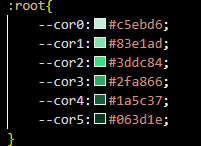 :root{
--cor0:#c5ebd6;
--cor1:#83e1ad;
--cor2:#3ddc84;
--cor3:#2fa866;
--cor4:#1a5c37;
--cor5:#063d1e;
}